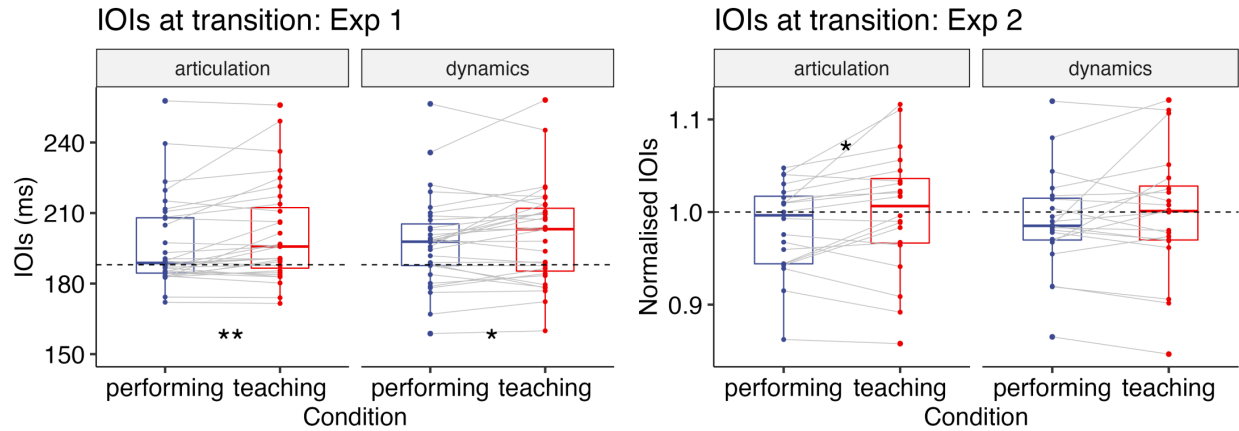 IOIs at transition: Exp 1
articulation
dynamics
IOIs (ms)
240
210
180
150
**
*
performing
teaching
performing
teaching
Condition
IOIs at transition: Exp 2
articulation
dynamics
Normalised IOIs
1.1
1.0
0.9
*
performing
teaching
performing
teaching
Condition